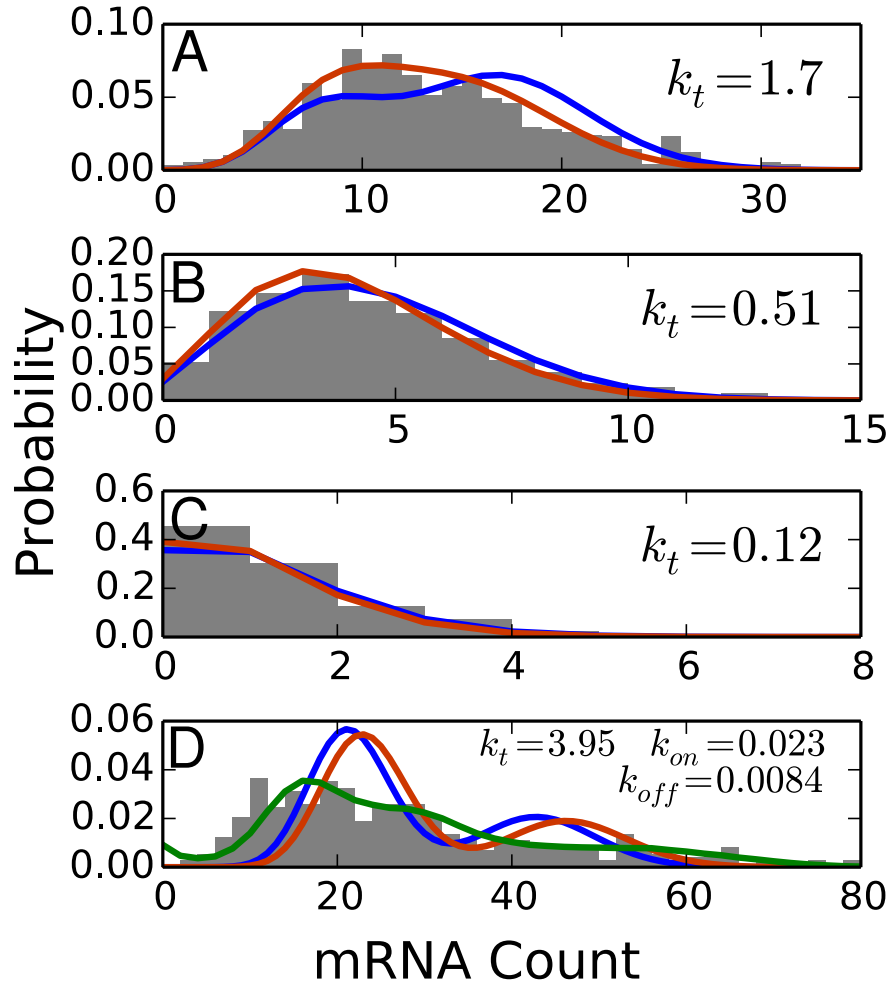 Probability
A
k_t=1.7
0.10
0.05
0.00
0 10 20 30
B
k_t=0.51
0.20
0.15
0.10
0.05
0.00
0 5 10 15
C
k_t=0.12
0.6
0.4
0.2
0.0
0 2 4 6 8
D
k_t=3.95 k_on=0.023
k_off=0.0084
0.06
0.04
0.02
0.00
0 20 40 60 80
mRNA Count